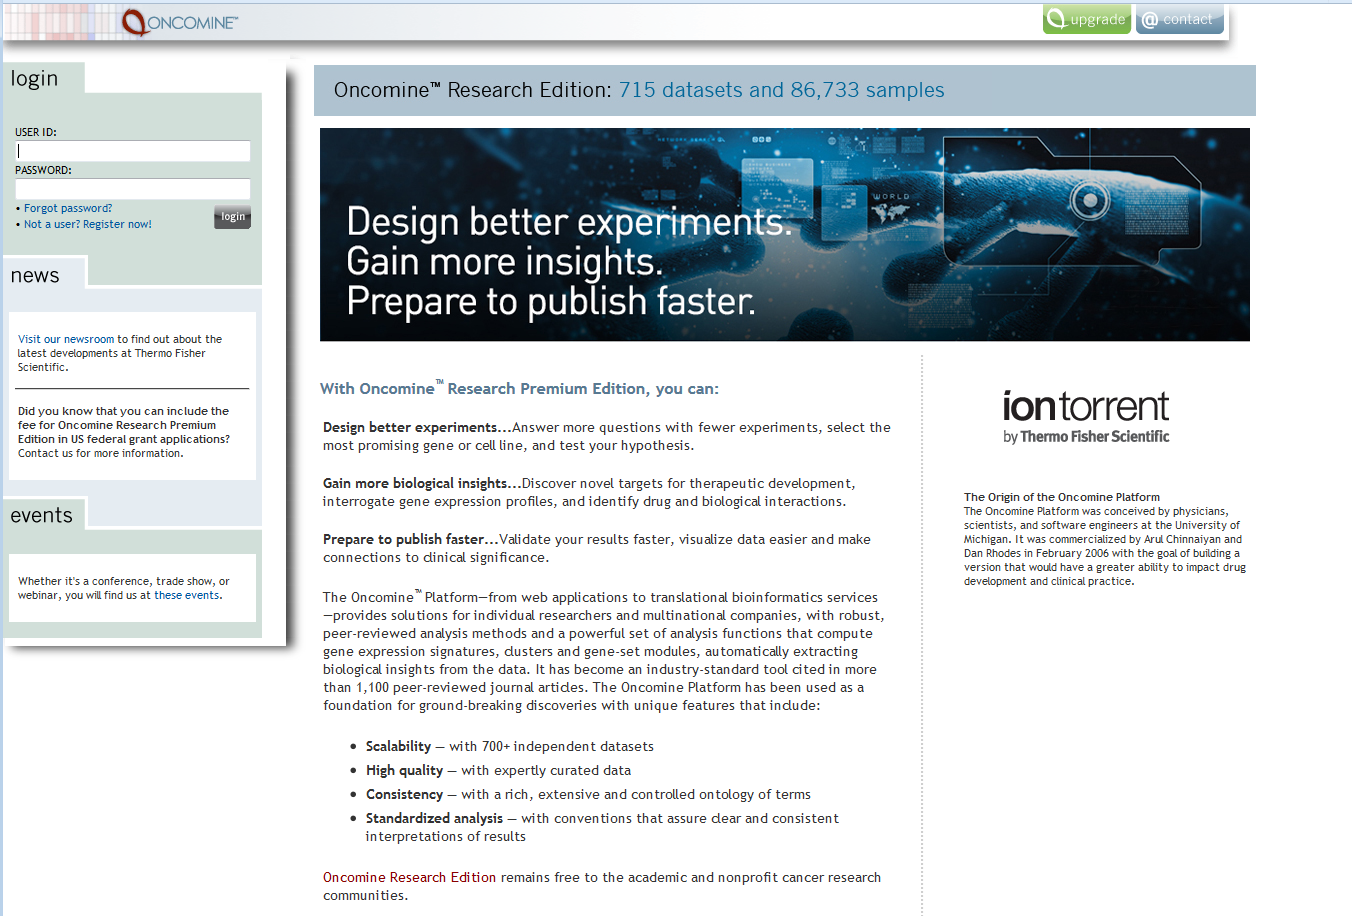 ONCOMINE™
upgrade
@ contact
login
USER ID:
PASSWORD:
• Forgot password?
• Not a user? Register now!
login
news
Visit our newsroom to find out about the
latest developments at Thermo Fisher
Scientific.
Did you know that you can include the
fee for Oncomine Research Premium
Edition in US federal grant applications?
Contact us for more information.
events
Whether it's a conference, trade show, or
webinar, you will find us at these events.
Oncomine™ Research Edition: 715 datasets and 86,733 samples
WORLD
Design better experiments.
Gain more insights.
Prepare to publish faster.
With Oncomine™ Research Premium Edition, you can:
Design better experiments...Answer more questions with fewer experiments, select the
most promising gene or cell line, and test your hypothesis.
Gain more biological insights...Discover novel targets for therapeutic development,
interrogate gene expression profiles, and identify drug and biological interactions.
Prepare to publish faster...Validate your results faster, visualize data easier and make
connections to clinical significance.
The Oncomine™ Platform—from web applications to translational bioinformatics services
—provides solutions for individual researchers and multinational companies, with robust,
peer-reviewed analysis methods and a powerful set of analysis functions that compute
gene expression signatures, clusters and gene-set modules, automatically extracting
biological insights from the data. It has become an industry-standard tool cited in more
than 1,100 peer-reviewed journal articles. The Oncomine Platform has been used as a
foundation for ground-breaking discoveries with unique features that include:
• Scalability — with 700+ independent datasets
• High quality — with expertly curated data
• Consistency — with a rich, extensive and controlled ontology of terms
• Standardized analysis — with conventions that assure clear and consistent
interpretations of results
Oncomine Research Edition remains free to the academic and nonprofit cancer research
communities.
iontorrent
by Thermo Fisher Scientific
The Origin of the Oncomine Platform
The Oncomine Platform was conceived by physicians,
scientists, and software engineers at the University of
Michigan. It was commercialized by Arul Chinnaiyan and
Dan Rhodes in February 2006 with the goal of building a
version that would have a greater ability to impact drug
development and clinical practice.